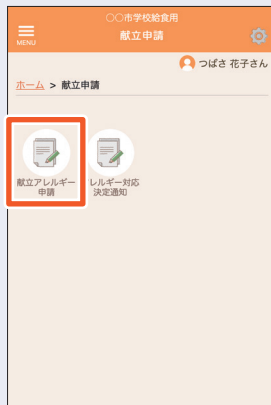 ○○市学校給食用
MENU
献立申請
つばさ 花子さん
ホーム > 献立申請
献立アレルギー
申請
レルギー対応
決定通知